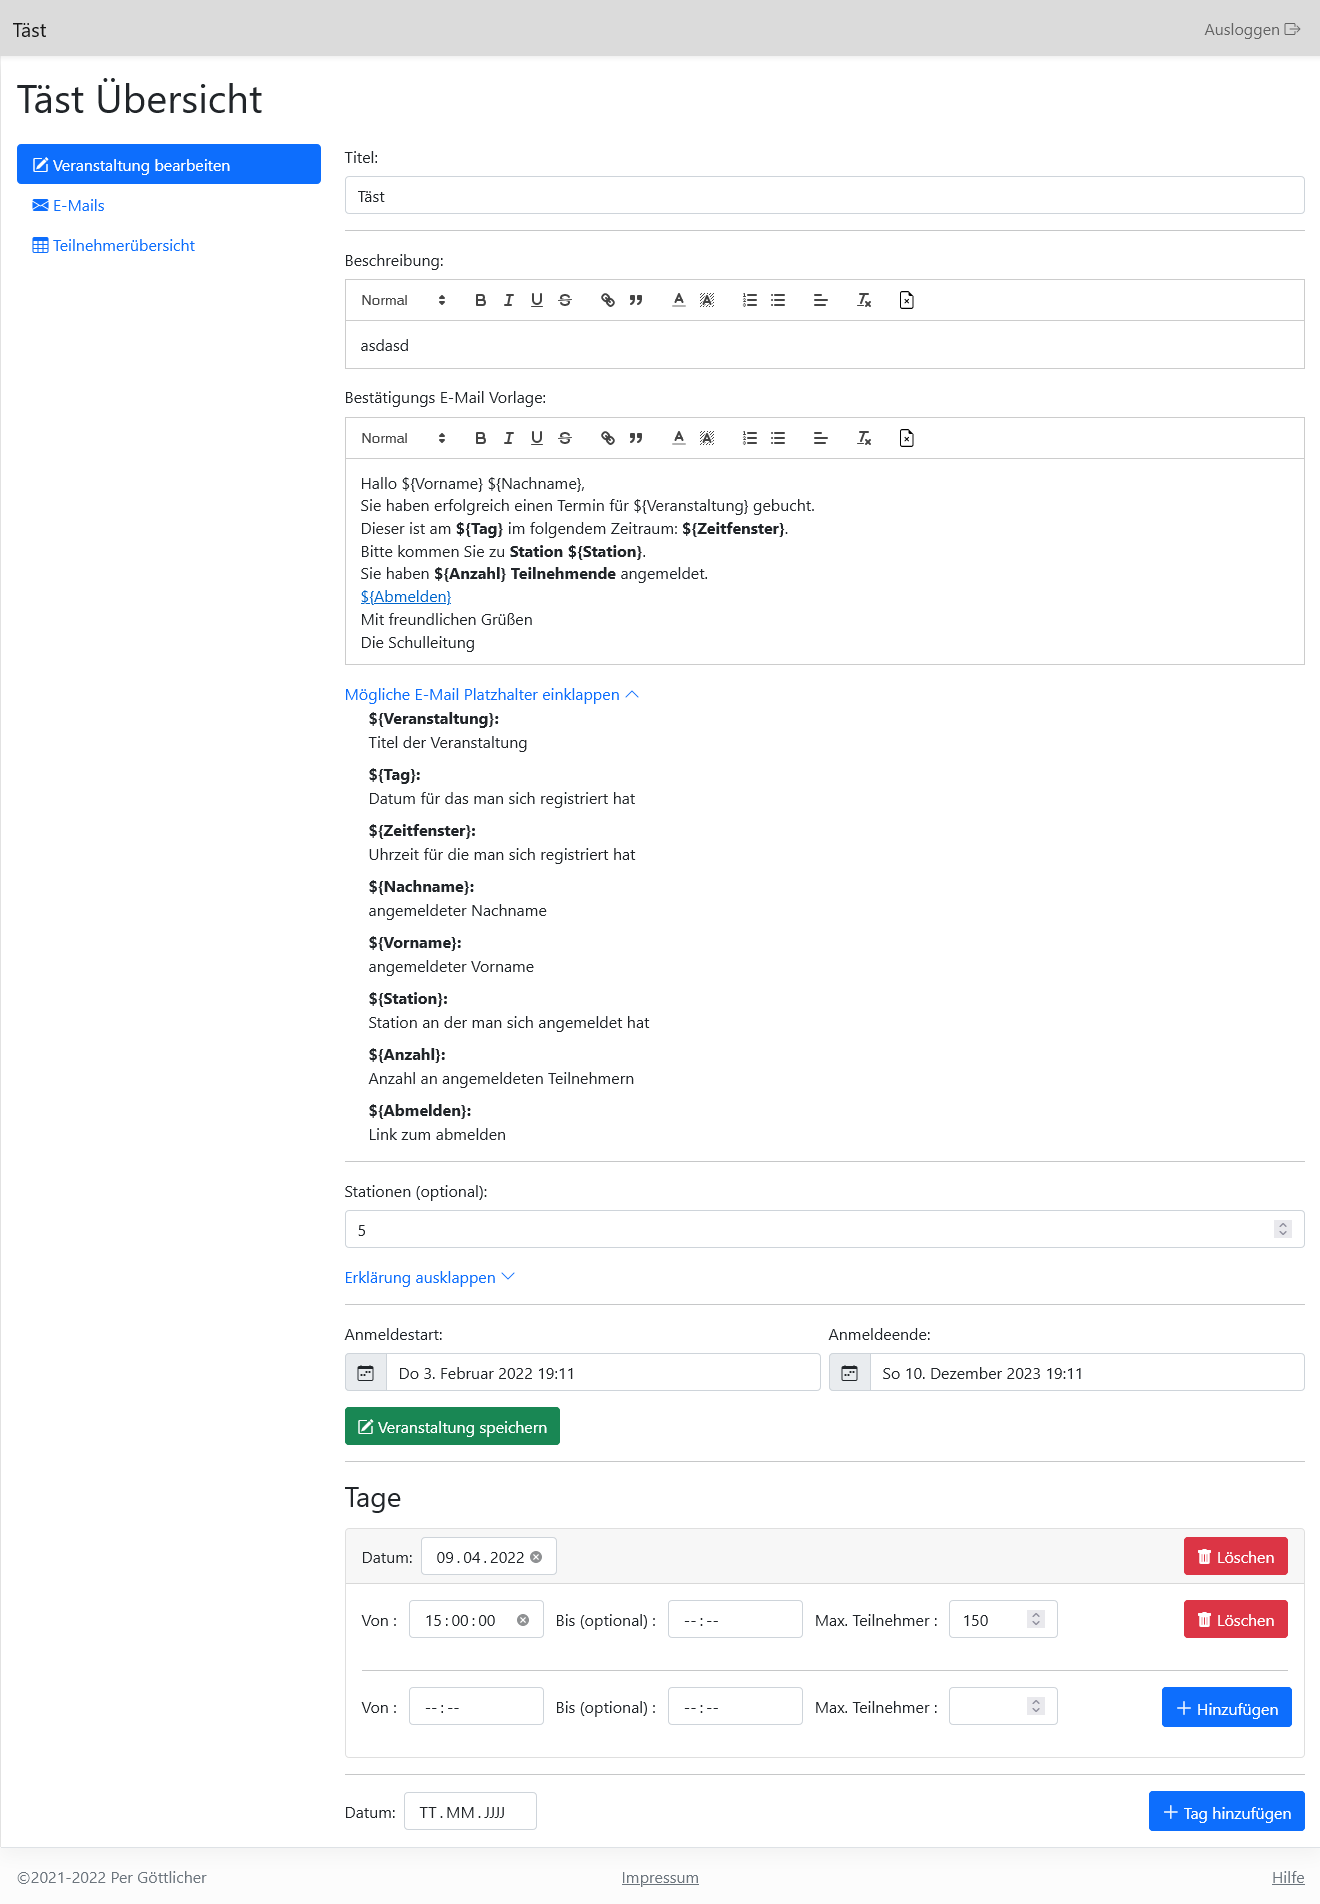 Täst
Ausloggen
Täst Übersicht
Veranstaltung bearbeiten
E-Mails
Teilnehmerübersicht
Titel:
Täst
Beschreibung:
Normal
asdasd
Bestätigungs E-Mail Vorlage:
Normal
Hallo ${Vorname} ${Nachname},
Sie haben erfolgreich einen Termin für ${Veranstaltung} gebucht.
Dieser ist am ${Tag} im folgendem Zeitraum: ${Zeitfenster}.
Bitte kommen Sie zu Station ${Station}.
Sie haben ${Anzahl} Teilnehmende angemeldet.
${Abmelden}
Mit freundlichen Grüßen
Die Schulleitung
Mögliche E-Mail Platzhalter einklappen
${Veranstaltung}:
Titel der Veranstaltung
${Tag}:
Datum für das man sich registriert hat
${Zeitfenster}:
Uhrzeit für die man sich registriert hat
${Nachname}:
angemeldeter Nachname
${Vorname}:
angemeldeter Vorname
${Station}:
Station an der man sich angemeldet hat
${Anzahl}:
Anzahl an angemeldeten Teilnehmern
${Abmelden}:
Link zum abmelden
Stationen (optional):
5
Erklärung ausklappen
Anmeldestart: Anmeldeende:
Do 3. Februar 2022 19:11 So 10. Dezember 2023 19:11
Veranstaltung speichern
Tage
Datum: 09.04.2022 Löschen
Von : 15:00:00 Bis (optional) : --:-- Max. Teilnehmer : 150 Löschen
Von : --:-- Bis (optional) : --:-- Max. Teilnehmer : Hinzufügen
Datum: TT.MM.JJJJ Tag hinzufügen
©2021-2022 Per Göttlicher Impressum Hilfe